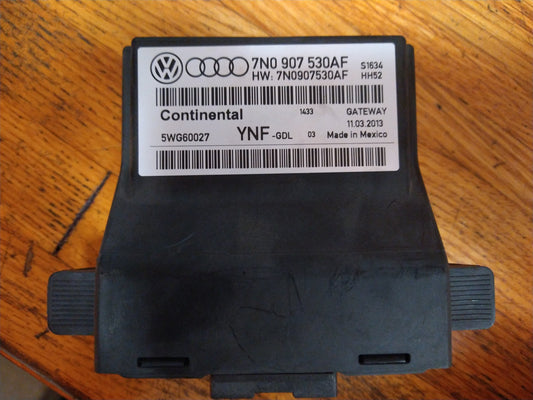 7N0 907 530AF S1634
HW: 7N0907530AF HH52
Continental 1433 GATEWAY
11.03.2013
5WG60027 YNF-GDL 03 Made in Mexico